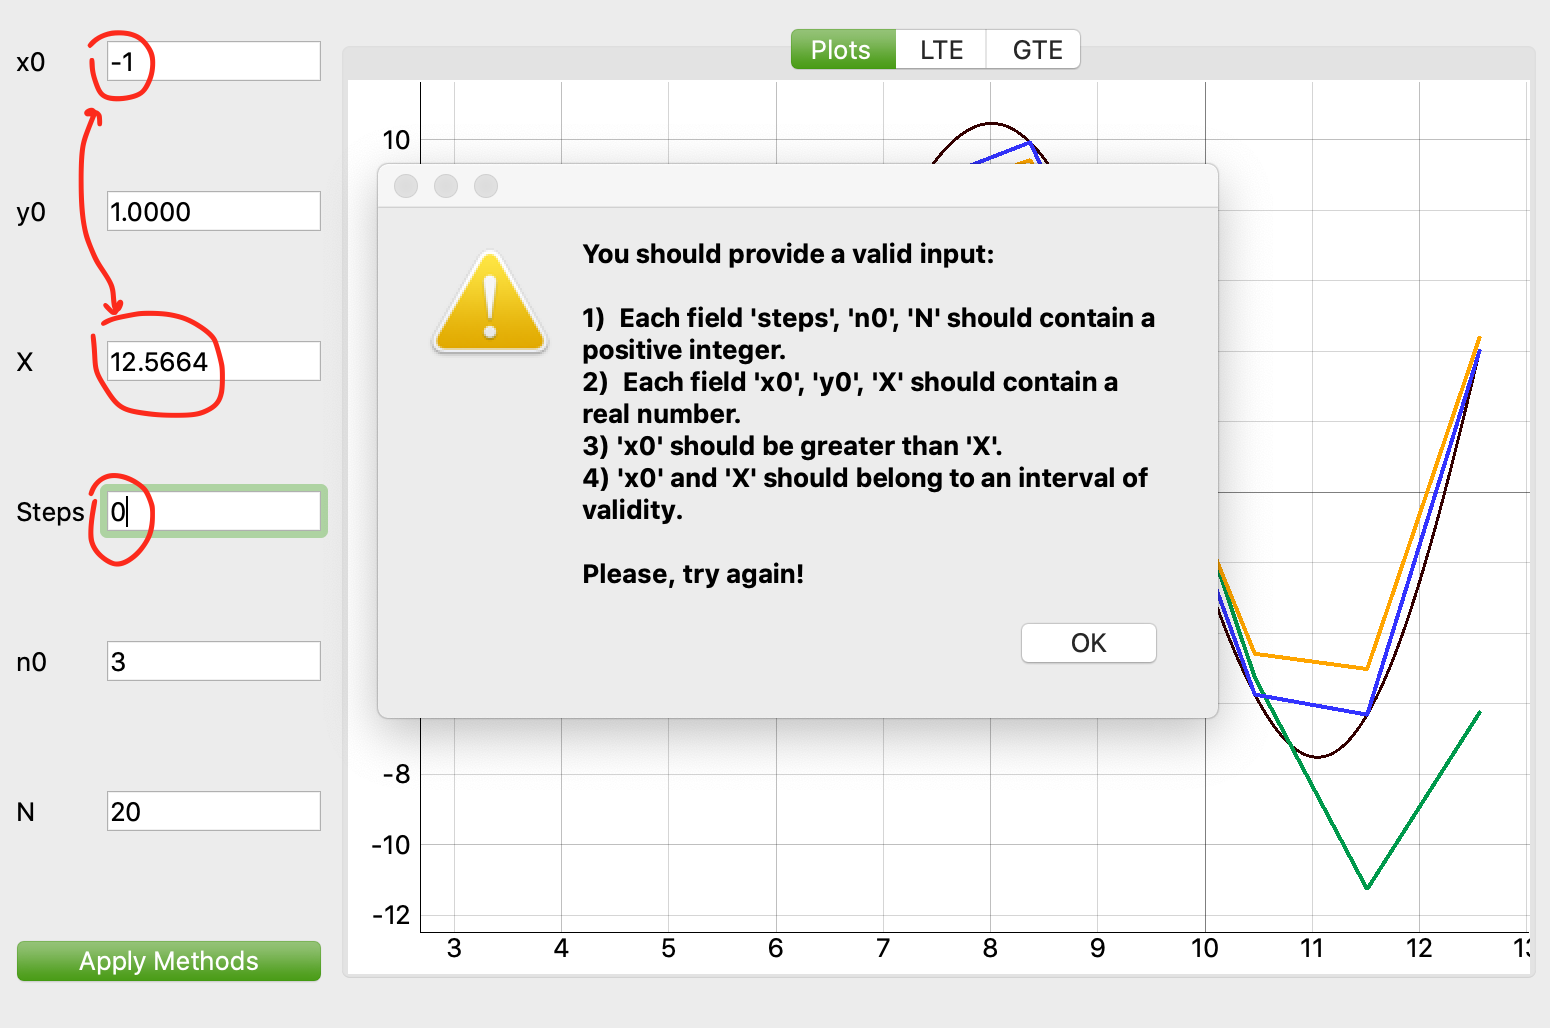 Plots LTE GTE
x0 -1
y0 1.0000
X 12.5664
Steps 0
n0 3
N 20
Apply Methods
10
-8
-10
-12
3 4 5 6 7 8 9 10 11 12
You should provide a valid input:
1) Each field 'steps', 'n0', 'N' should contain a
positive integer.
2) Each field 'x0', 'y0', 'X' should contain a
real number.
3) 'x0' should be greater than 'X'.
4) 'x0' and 'X' should belong to an interval of
validity.
Please, try again!
OK